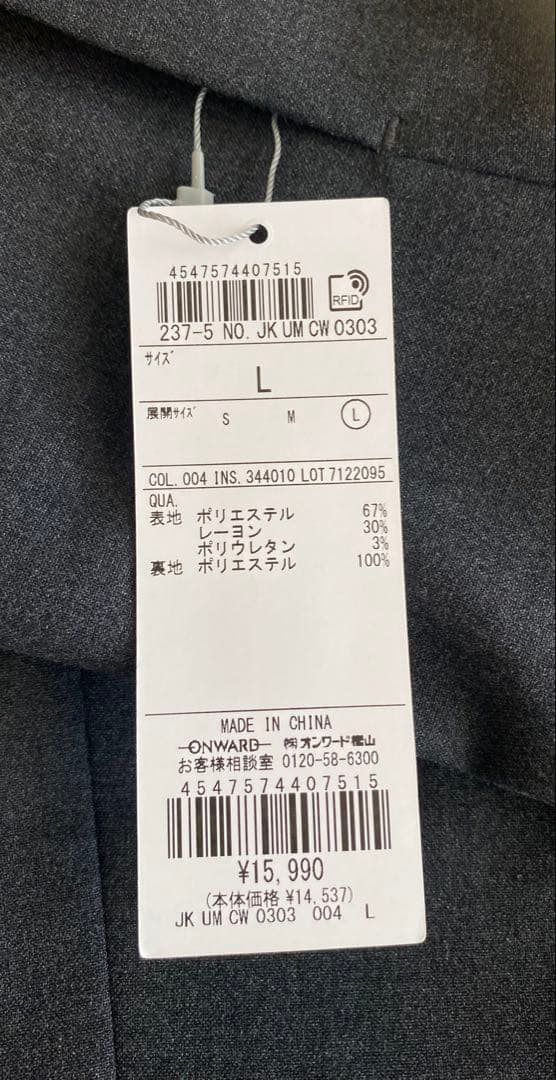 4547574407515
RFID
237-5 NO. JK UM CW 0303
サイズ
L
展開サイズ S M L
COL. 004 INS. 344010 LOT 7122095
QUA.
表地 ポリエステル 67%
レーヨン 30%
ポリウレタン 3%
裏地 ポリエステル 100%
MADE IN CHINA
ONWARD ㈱オンワード樫山
お客様相談室 0120-58-6300
4547574407515
¥15,990
(本体価格 ¥14,537)
JK UM CW 0303 004 L